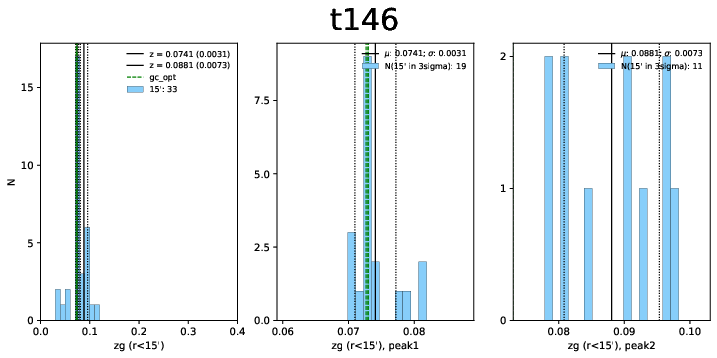 t146
z = 0.0741 (0.0031)
z = 0.0881 (0.0073)
gc_opt
15': 33
N
0
5
10
15
0.0
0.1
0.2
0.3
0.4
zg (r<15')
μ: 0.0741; σ: 0.0031
N(15' in 3sigma): 19
0.0
2.5
5.0
7.5
0.06
0.07
0.08
zg (r<15'), peak1
μ: 0.0881; σ: 0.0073
N(15' in 3sigma): 11
0
1
2
0.08
0.09
0.10
zg (r<15'), peak2